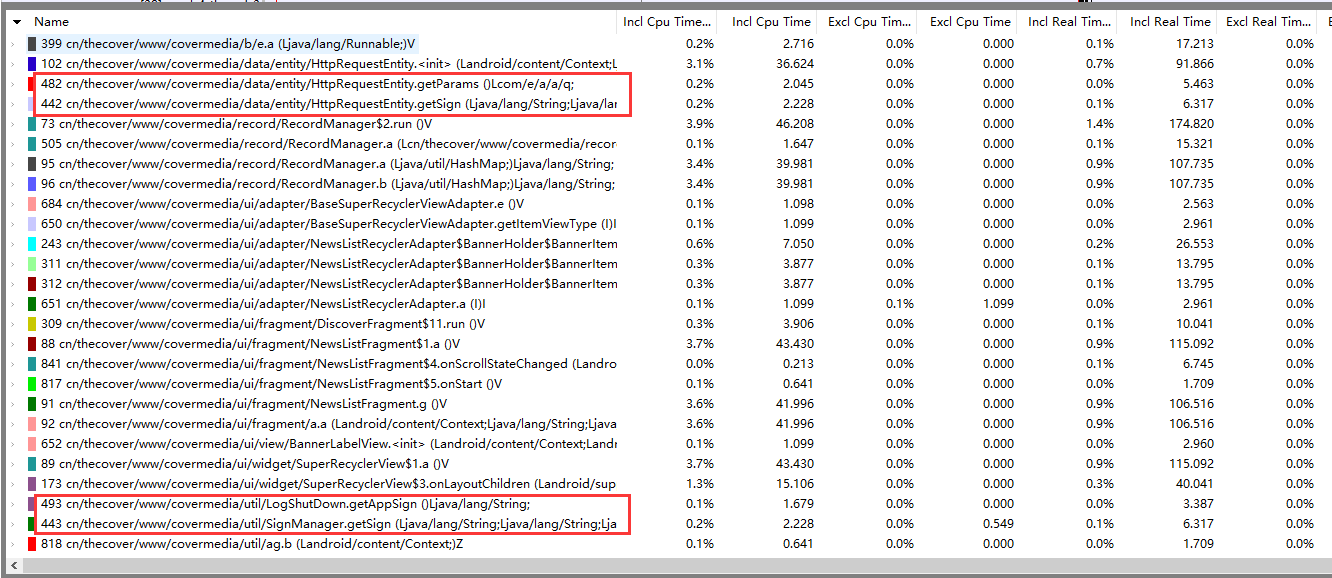 Name Incl Cpu Time... Incl Cpu Time Excl Cpu Tim... Excl Cpu Time Incl Real Tim... Incl Real Time Excl Real Tim...
399 cn/thecover/www/covermedia/b/e.a (Ljava/lang/Runnable;)V 0.2% 2.716 0.0% 0.000 0.1% 17.213 0.0%
102 cn/thecover/www/covermedia/data/entity/HttpRequestEntity.<init> (Landroid/content/Context;L 3.1% 36.624 0.0% 0.000 0.7% 91.866 0.0%
482 cn/thecover/www/covermedia/data/entity/HttpRequestEntity.getParams ()Lcom/e/a/a/q; 0.2% 2.045 0.0% 0.000 0.0% 5.463 0.0%
442 cn/thecover/www/covermedia/data/entity/HttpRequestEntity.getSign (Ljava/lang/String;Ljava/lar 0.2% 2.228 0.0% 0.000 0.1% 6.317 0.0%
73 cn/thecover/www/covermedia/record/RecordManager$2.run ()V 3.9% 46.208 0.0% 0.000 1.4% 174.820 0.0%
505 cn/thecover/www/covermedia/record/RecordManager.a (Lcn/thecover/www/covermedia/recor 0.1% 1.647 0.0% 0.000 0.1% 15.321 0.0%
95 cn/thecover/www/covermedia/record/RecordManager.a (Ljava/util/HashMap;)Ljava/lang/String; 3.4% 39.981 0.0% 0.000 0.9% 107.735 0.0%
96 cn/thecover/www/covermedia/record/RecordManager.b (Ljava/util/HashMap;)Ljava/lang/String; 3.4% 39.981 0.0% 0.000 0.9% 107.735 0.0%
684 cn/thecover/www/covermedia/ui/adapter/BaseSuperRecyclerViewAdapter.e ()V 0.1% 1.098 0.0% 0.000 0.0% 2.563 0.0%
650 cn/thecover/www/covermedia/ui/adapter/BaseSuperRecyclerViewAdapter.getItemViewType (I)I 0.1% 1.099 0.0% 0.000 0.0% 2.961 0.0%
243 cn/thecover/www/covermedia/ui/adapter/NewsListRecyclerAdapter$BannerHolder$BannerItem 0.6% 7.050 0.0% 0.000 0.2% 26.553 0.0%
311 cn/thecover/www/covermedia/ui/adapter/NewsListRecyclerAdapter$BannerHolder$BannerItem 0.3% 3.877 0.0% 0.000 0.1% 13.795 0.0%
312 cn/thecover/www/covermedia/ui/adapter/NewsListRecyclerAdapter$BannerHolder$BannerItem 0.3% 3.877 0.0% 0.000 0.1% 13.795 0.0%
651 cn/thecover/www/covermedia/ui/adapter/NewsListRecyclerAdapter.a (I)I 0.1% 1.099 0.1% 1.099 0.0% 2.961 0.0%
309 cn/thecover/www/covermedia/ui/fragment/DiscoverFragment$11.run ()V 0.3% 3.906 0.0% 0.000 0.1% 10.041 0.0%
88 cn/thecover/www/covermedia/ui/fragment/NewsListFragment$1.a ()V 3.7% 43.430 0.0% 0.000 0.9% 115.092 0.0%
841 cn/thecover/www/covermedia/ui/fragment/NewsListFragment$4.onScrollStateChanged (Landro 0.0% 0.213 0.0% 0.000 0.1% 6.745 0.0%
817 cn/thecover/www/covermedia/ui/fragment/NewsListFragment$5.onStart ()V 0.1% 0.641 0.0% 0.000 0.0% 1.709 0.0%
91 cn/thecover/www/covermedia/ui/fragment/NewsListFragment.g ()V 3.6% 41.996 0.0% 0.000 0.9% 106.516 0.0%
92 cn/thecover/www/covermedia/ui/fragment/a.a (Landroid/content/Context;Ljava/lang/String;Ljava 3.6% 41.996 0.0% 0.000 0.9% 106.516 0.0%
652 cn/thecover/www/covermedia/ui/view/BannerLabelView.<init> (Landroid/content/Context;Landr 0.1% 1.099 0.0% 0.000 0.0% 2.960 0.0%
89 cn/thecover/www/covermedia/ui/widget/SuperRecyclerView$1.a ()V 3.7% 43.430 0.0% 0.000 0.9% 115.092 0.0%
173 cn/thecover/www/covermedia/ui/widget/SuperRecyclerView$3.onLayoutChildren (Landroid/sup 1.3% 15.106 0.0% 0.000 0.3% 40.041 0.0%
493 cn/thecover/www/covermedia/util/LogShutDown.getAppSign ()Ljava/lang/String; 0.1% 1.679 0.0% 0.000 0.0% 3.387 0.0%
443 cn/thecover/www/covermedia/util/SignManager.getSign (Ljava/lang/String;Ljava/lang/String;Lja 0.2% 2.228 0.0% 0.549 0.1% 6.317 0.0%
818 cn/thecover/www/covermedia/util/ag.b (Landroid/content/Context;)Z 0.1% 0.641 0.0% 0.000 0.0% 1.709 0.0%